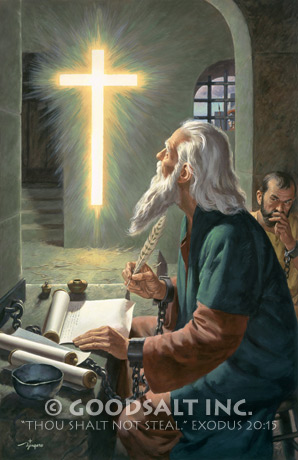 © GOODSALT INC.
"THOU SHALT NOT STEAL." EXODUS 20:15